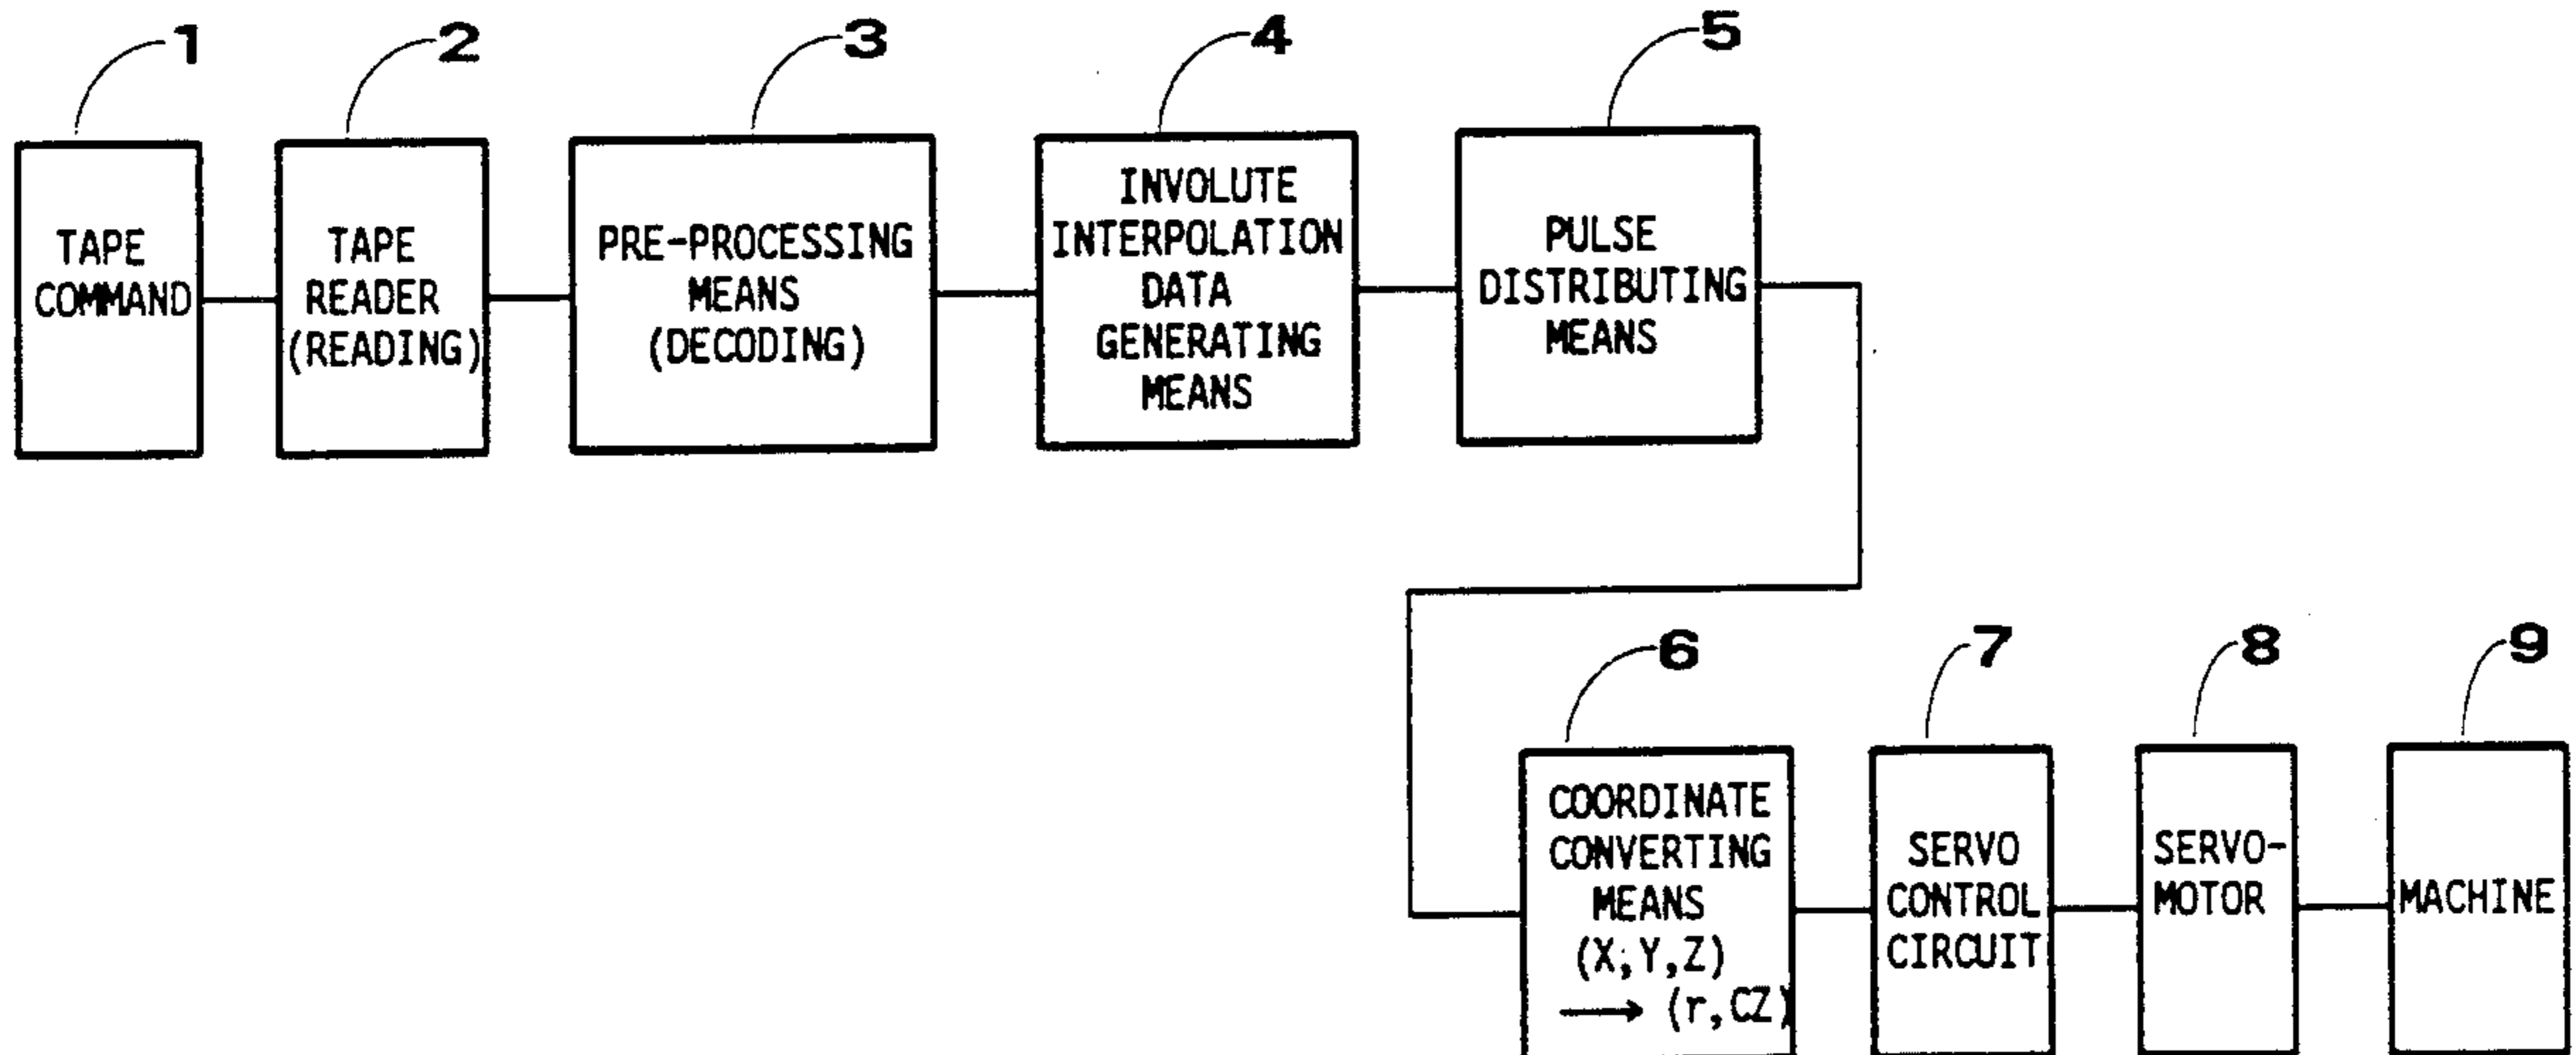 1
2
3
4
5
TAPE
COMMAND
TAPE
READER
(READING)
PRE-PROCESSING
MEANS
(DECODING)
INVOLUTE
INTERPOLATION
DATA
GENERATING
MEANS
PULSE
DISTRIBUTING
MEANS
6
7
8
9
COORDINATE
CONVERTING
MEANS
(X,Y,Z)
→ (r,CZ)
SERVO
CONTROL
CIRCUIT
SERVO-
MOTOR
MACHINE